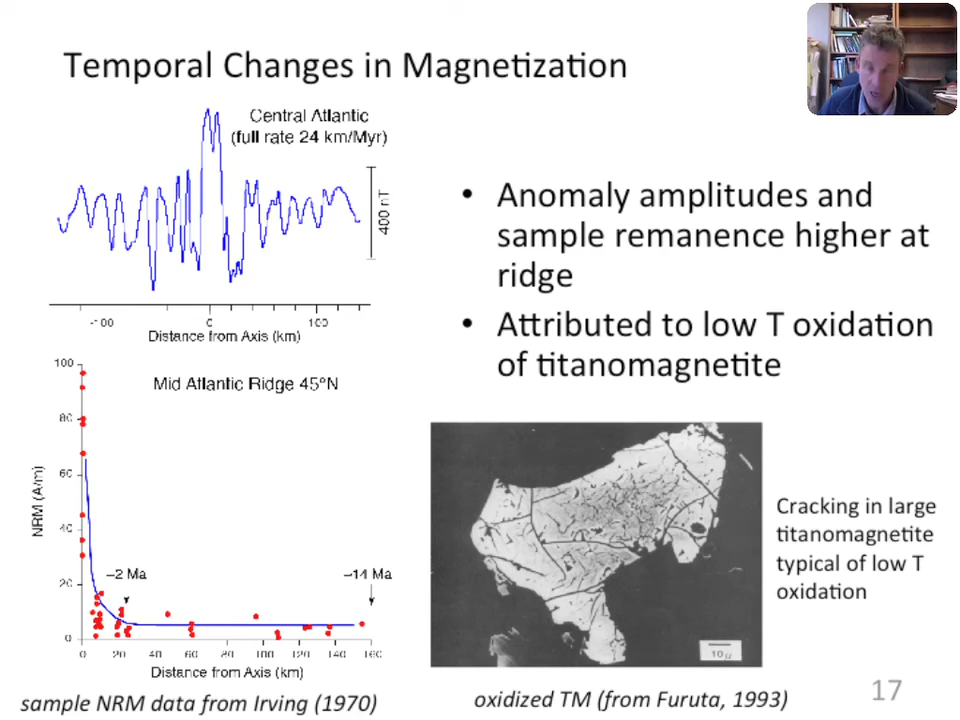 Temporal Changes in Magnetization
Central Atlantic
(full rate 24 km/Myr)
400 nT
-100 0 100
Distance from Axis (km)
• Anomaly amplitudes and
sample remanence higher at
ridge
• Attributed to low T oxidation
of titanomagnetite
Mid Atlantic Ridge 45°N
NRM (A/m)
100
80
60
40
20
0
~2 Ma
~14 Ma
0 20 40 60 80 100 120 140 160
Distance from Axis (km)
10 μ
Cracking in large
titanomagnetite
typical of low T
oxidation
sample NRM data from Irving (1970)
oxidized TM (from Furuta, 1993)
17